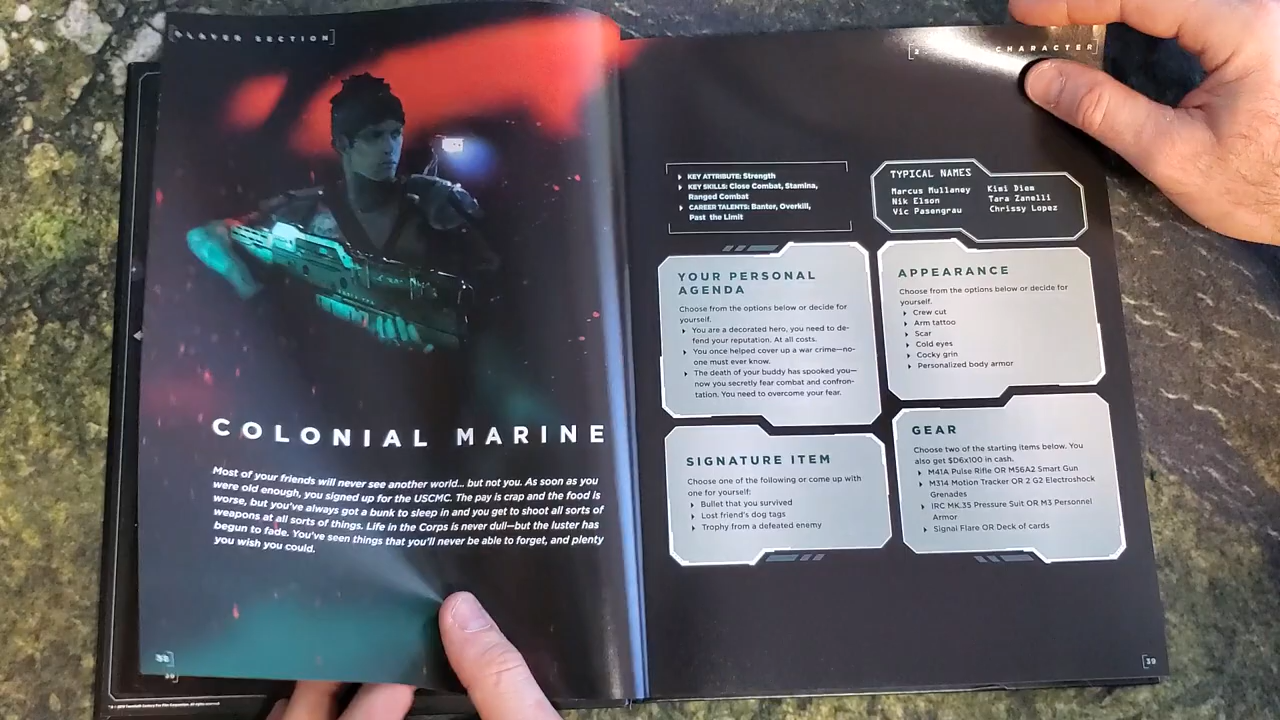 [PLAYER SECTION]
COLONIAL MARINE
Most of your friends will never see another world... but not you. As soon as you
were old enough, you signed up for the USCMC. The pay is crap and the food is
worse, but you've always got a bunk to sleep in and you get to shoot all sorts of
weapons at all sorts of things. Life in the Corps is never dull—but the luster has
begun to fade. You've seen things that you'll never be able to forget, and plenty
you wish you could.
38
CHARACTER]
KEY ATTRIBUTE: Strength
KEY SKILLS: Close Combat, Stamina,
Ranged Combat
CAREER TALENTS: Banter, Overkill,
Past the Limit
TYPICAL NAMES
Marcus Mullaney
Nik Elson
Vic Pasengrau
Kimi Diem
Tara Zanelli
Chrissy Lopez
YOUR PERSONAL
AGENDA
Choose from the options below or decide for
yourself.
You are a decorated hero, you need to de-
fend your reputation. At all costs.
You once helped cover up a war crime—no-
one must ever know.
The death of your buddy has spooked you—
now you secretly fear combat and confron-
tation. You need to overcome your fear.
APPEARANCE
Choose from the options below or decide for
yourself.
Crew cut
Arm tattoo
Scar
Cold eyes
Cocky grin
Personalized body armor
SIGNATURE ITEM
Choose one of the following or come up with
one for yourself:
Bullet that you survived
Lost friend's dog tags
Trophy from a defeated enemy
GEAR
Choose two of the starting items below. You
also get $D6x100 in cash.
M41A Pulse Rifle OR M56A2 Smart Gun
M314 Motion Tracker OR 2 G2 Electroshock
Grenades
IRC MK.35 Pressure Suit OR M3 Personnel
Armor
Signal Flare OR Deck of cards
39